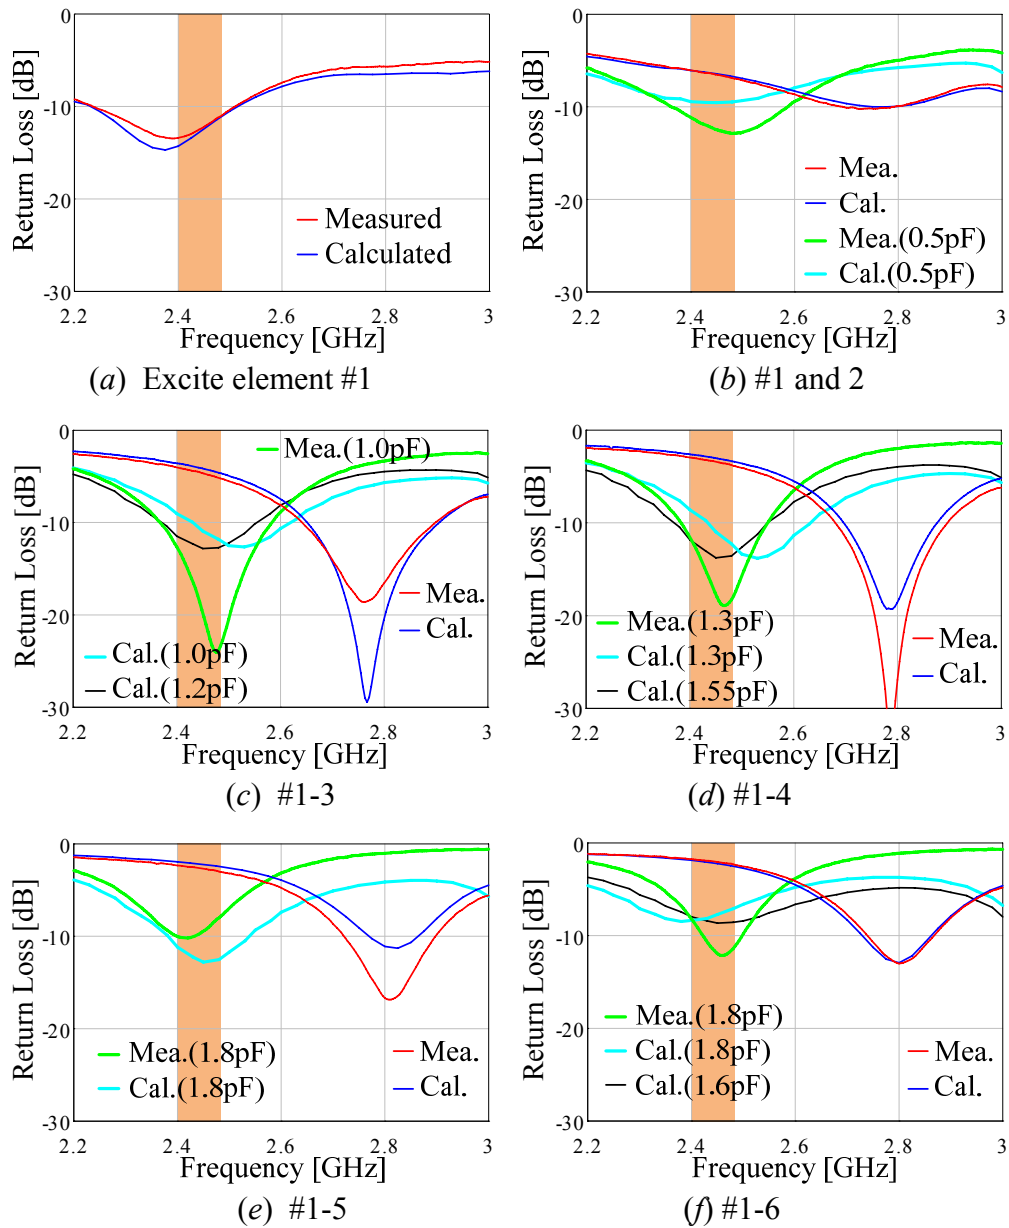 0
-10
-20
-30
Return Loss [dB]
Measured
Calculated
2.2 2.4 2.6 2.8 3
Frequency [GHz]
(a) Excite element #1
0
-10
-20
-30
Return Loss [dB]
Mea.
Cal.
Mea.(0.5pF)
Cal.(0.5pF)
2.2 2.4 2.6 2.8 3
Frequency [GHz]
(b) #1 and 2
0
-10
-20
-30
Return Loss [dB]
Mea.(1.0pF)
Mea.
Cal.
Cal.(1.0pF)
Cal.(1.2pF)
2.2 2.4 2.6 2.8 3
Frequency [GHz]
(c) #1-3
0
-10
-20
-30
Return Loss [dB]
Mea.(1.3pF)
Cal.(1.3pF)
Cal.(1.55pF)
Mea.
Cal.
2.2 2.4 2.6 2.8 3
Frequency [GHz]
(d) #1-4
0
-10
-20
-30
Return Loss [dB]
Mea.(1.8pF)
Cal.(1.8pF)
Mea.
Cal.
2.2 2.4 2.6 2.8 3
Frequency [GHz]
(e) #1-5
0
-10
-20
-30
Return Loss [dB]
Mea.(1.8pF)
Cal.(1.8pF)
Cal.(1.6pF)
Mea.
Cal.
2.2 2.4 2.6 2.8 3
Frequency [GHz]
(f) #1-6